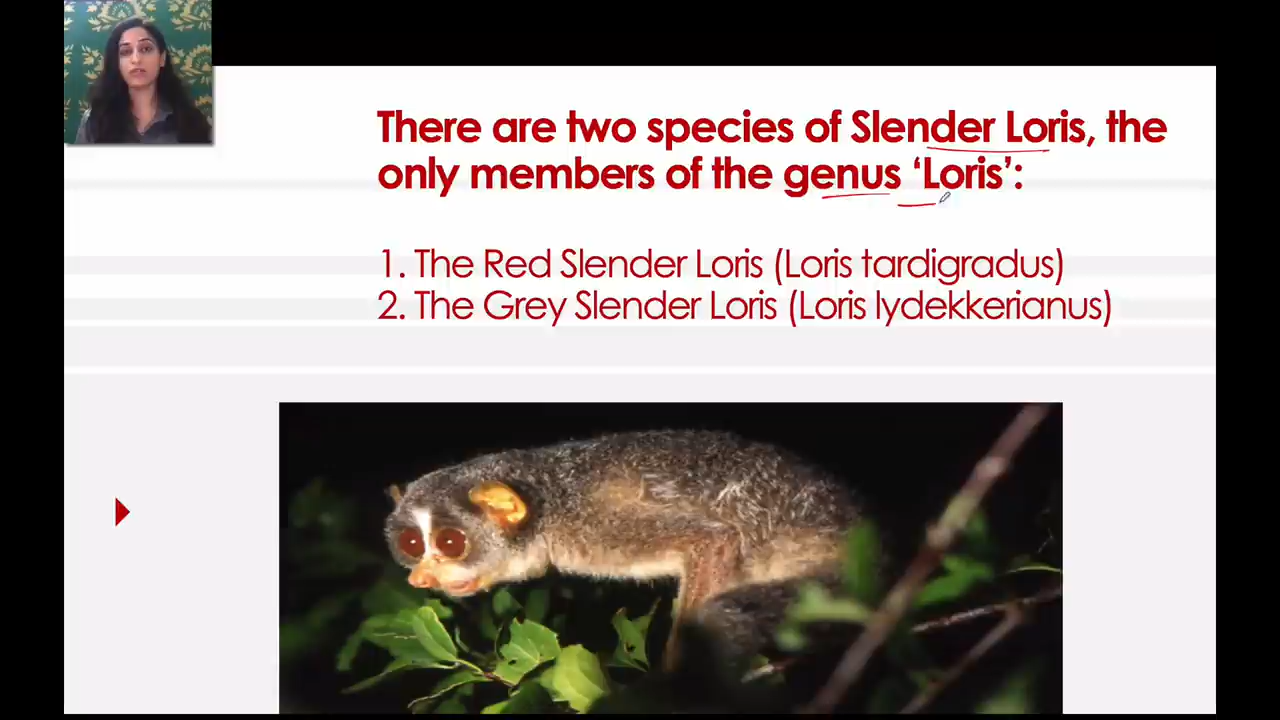 There are two species of Slender Loris, the
only members of the genus ‘Loris’:
1. The Red Slender Loris (Loris tardigradus)
2. The Grey Slender Loris (Loris lydekkerianus)